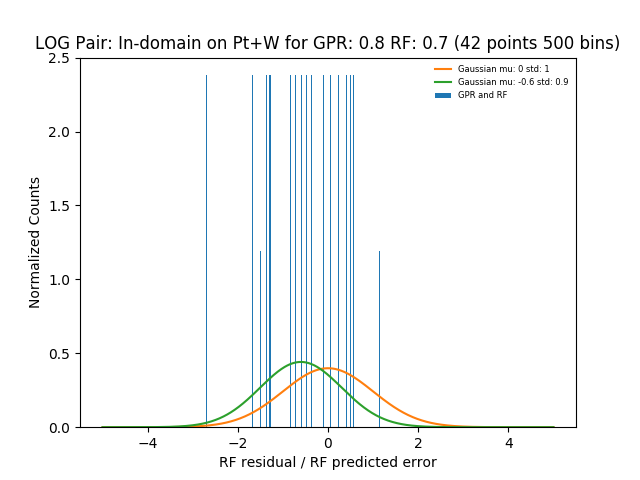 LOG Pair: In-domain on Pt+W for GPR: 0.8 RF: 0.7 (42 points 500 bins)
2.5
2.0
1.5
1.0
0.5
0.0
Normalized Counts
Gaussian mu: 0 std: 1
Gaussian mu: -0.6 std: 0.9
GPR and RF
−4
−2
0
2
4
RF residual / RF predicted error